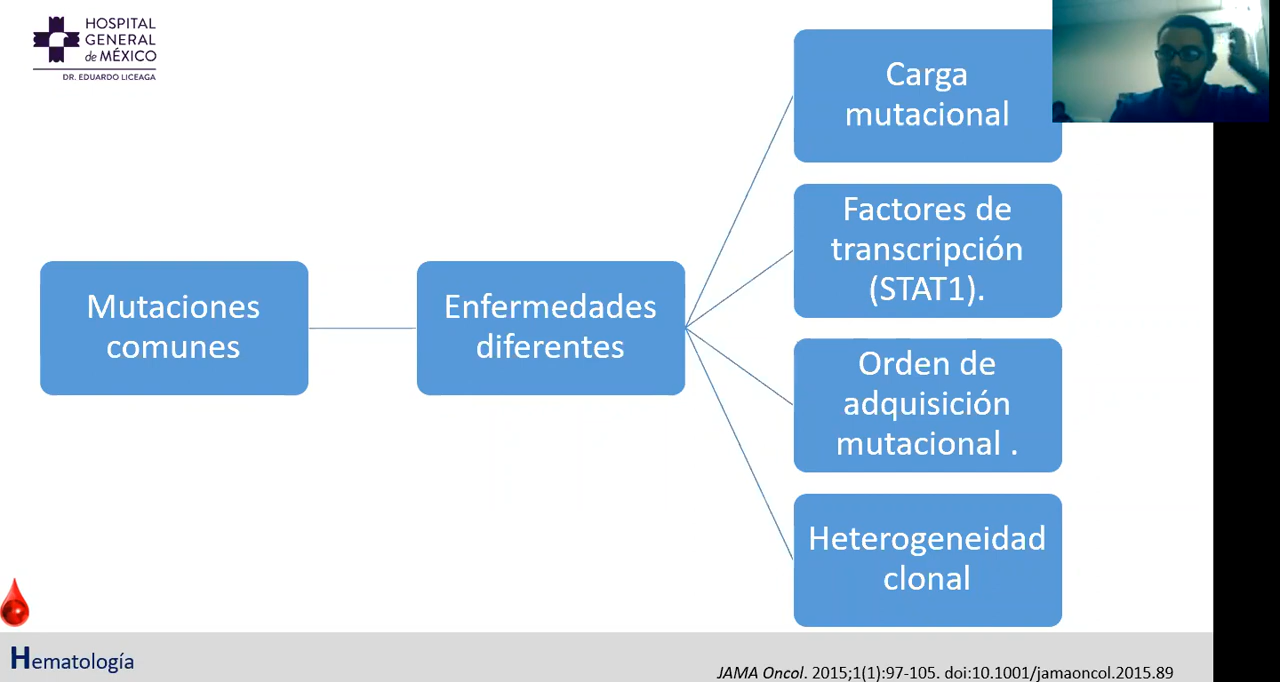 HOSPITAL
GENERAL
de MÉXICO
DR. EDUARDO LICEAGA
Mutaciones
comunes
Enfermedades
diferentes
Carga
mutacional
Factores de
transcripción
(STAT1).
Orden de
adquisición
mutacional .
Heterogeneidad
clonal
Hematología
JAMA Oncol. 2015;1(1):97-105. doi:10.1001/jamaoncol.2015.89